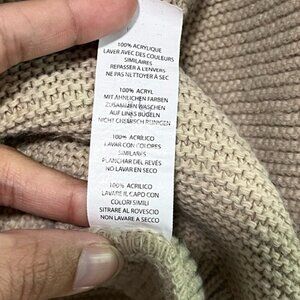 100% ACRYLIQUE
LAVER AVEC DES COULEURS
SIMILAIRES
REPASSER A L'ENVERS
NE PAS NETTOYER À SEC
100% ACRYL
MIT ÄHNLICHEN FARBEN
ZUSAMMEN WASCHEN
AUF LINKS BÜGELN
NICHT CHEMISCH REINIGEN
100% ACRÍLICO
LAVAR CON COLORES
SIMILARES
PLANCHAR DEL REVÉS
NO LAVAR EN SECO
100% ACRILICO
LAVARE IL CAPO CON
COLORI SIMILI
STIRARE AL ROVESCIO
NON LAVARE A SECCO